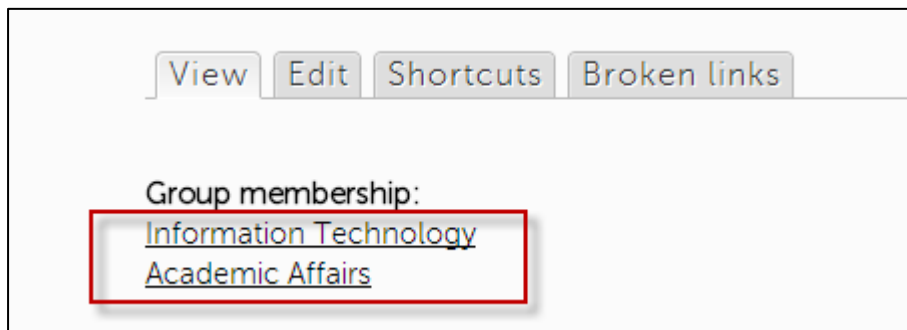 View Edit Shortcuts Broken links
Group membership:
Information Technology
Academic Affairs